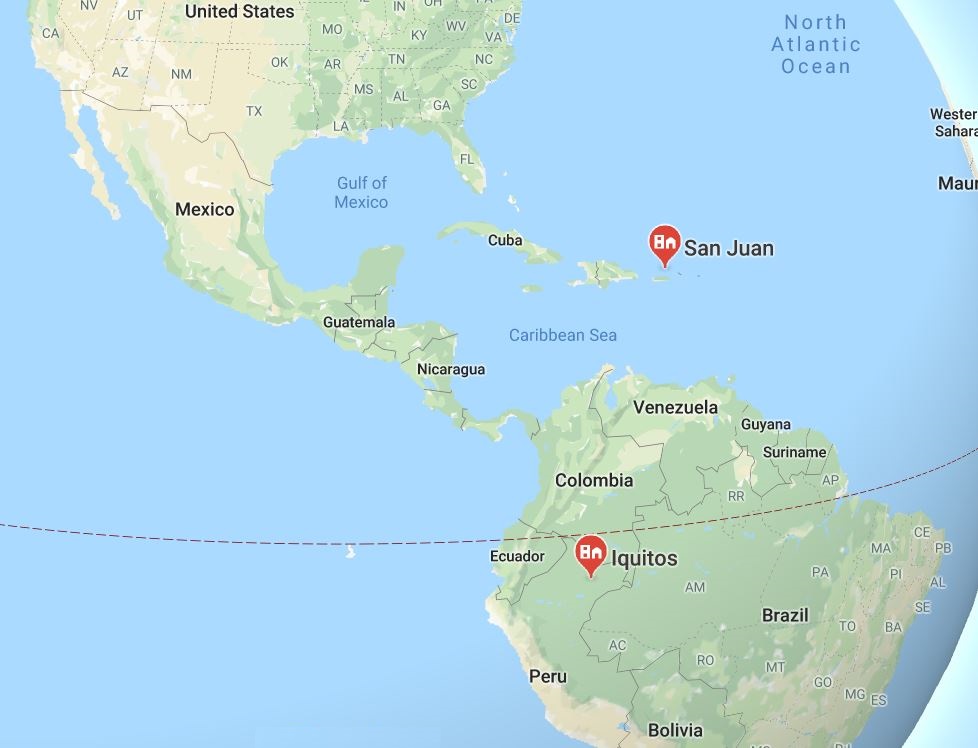 NV
UT
IN
OH
PA
DE
United States
CA
MO
KY
WV
VA
AZ
NM
OK
AR
TN
NC
MS
AL
GA
SC
TX
LA
FL
North
Atlantic
Ocean
Wester
Sahara
Maur
Gulf of
Mexico
Mexico
Cuba
San Juan
Guatemala
Caribbean Sea
Nicaragua
Venezuela
Guyana
Suriname
Colombia
RR
AP
Ecuador
Iquitos
AM
PA
MA
CE
PB
PI
AL
SE
Brazil
TO
BA
AC
RO
MT
Peru
GO
MG
ES
Bolivia